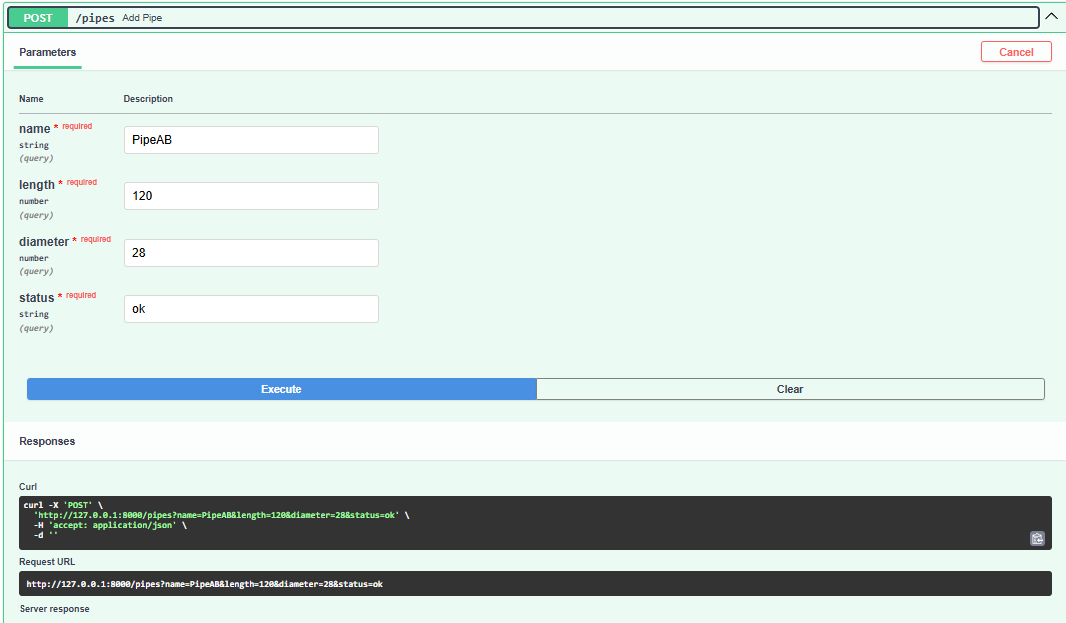 POST /pipes Add Pipe
Parameters
Cancel
Name Description
name * required
string
(query)
PipeAB
length * required
number
(query)
120
diameter * required
number
(query)
28
status * required
string
(query)
ok
Execute Clear
Responses
Curl
curl -X 'POST' \
'http://127.0.0.1:8000/pipes?name=PipeAB&length=120&diameter=28&status=ok' \
-H 'accept: application/json' \
-d ''
Request URL
http://127.0.0.1:8000/pipes?name=PipeAB&length=120&diameter=28&status=ok
Server response